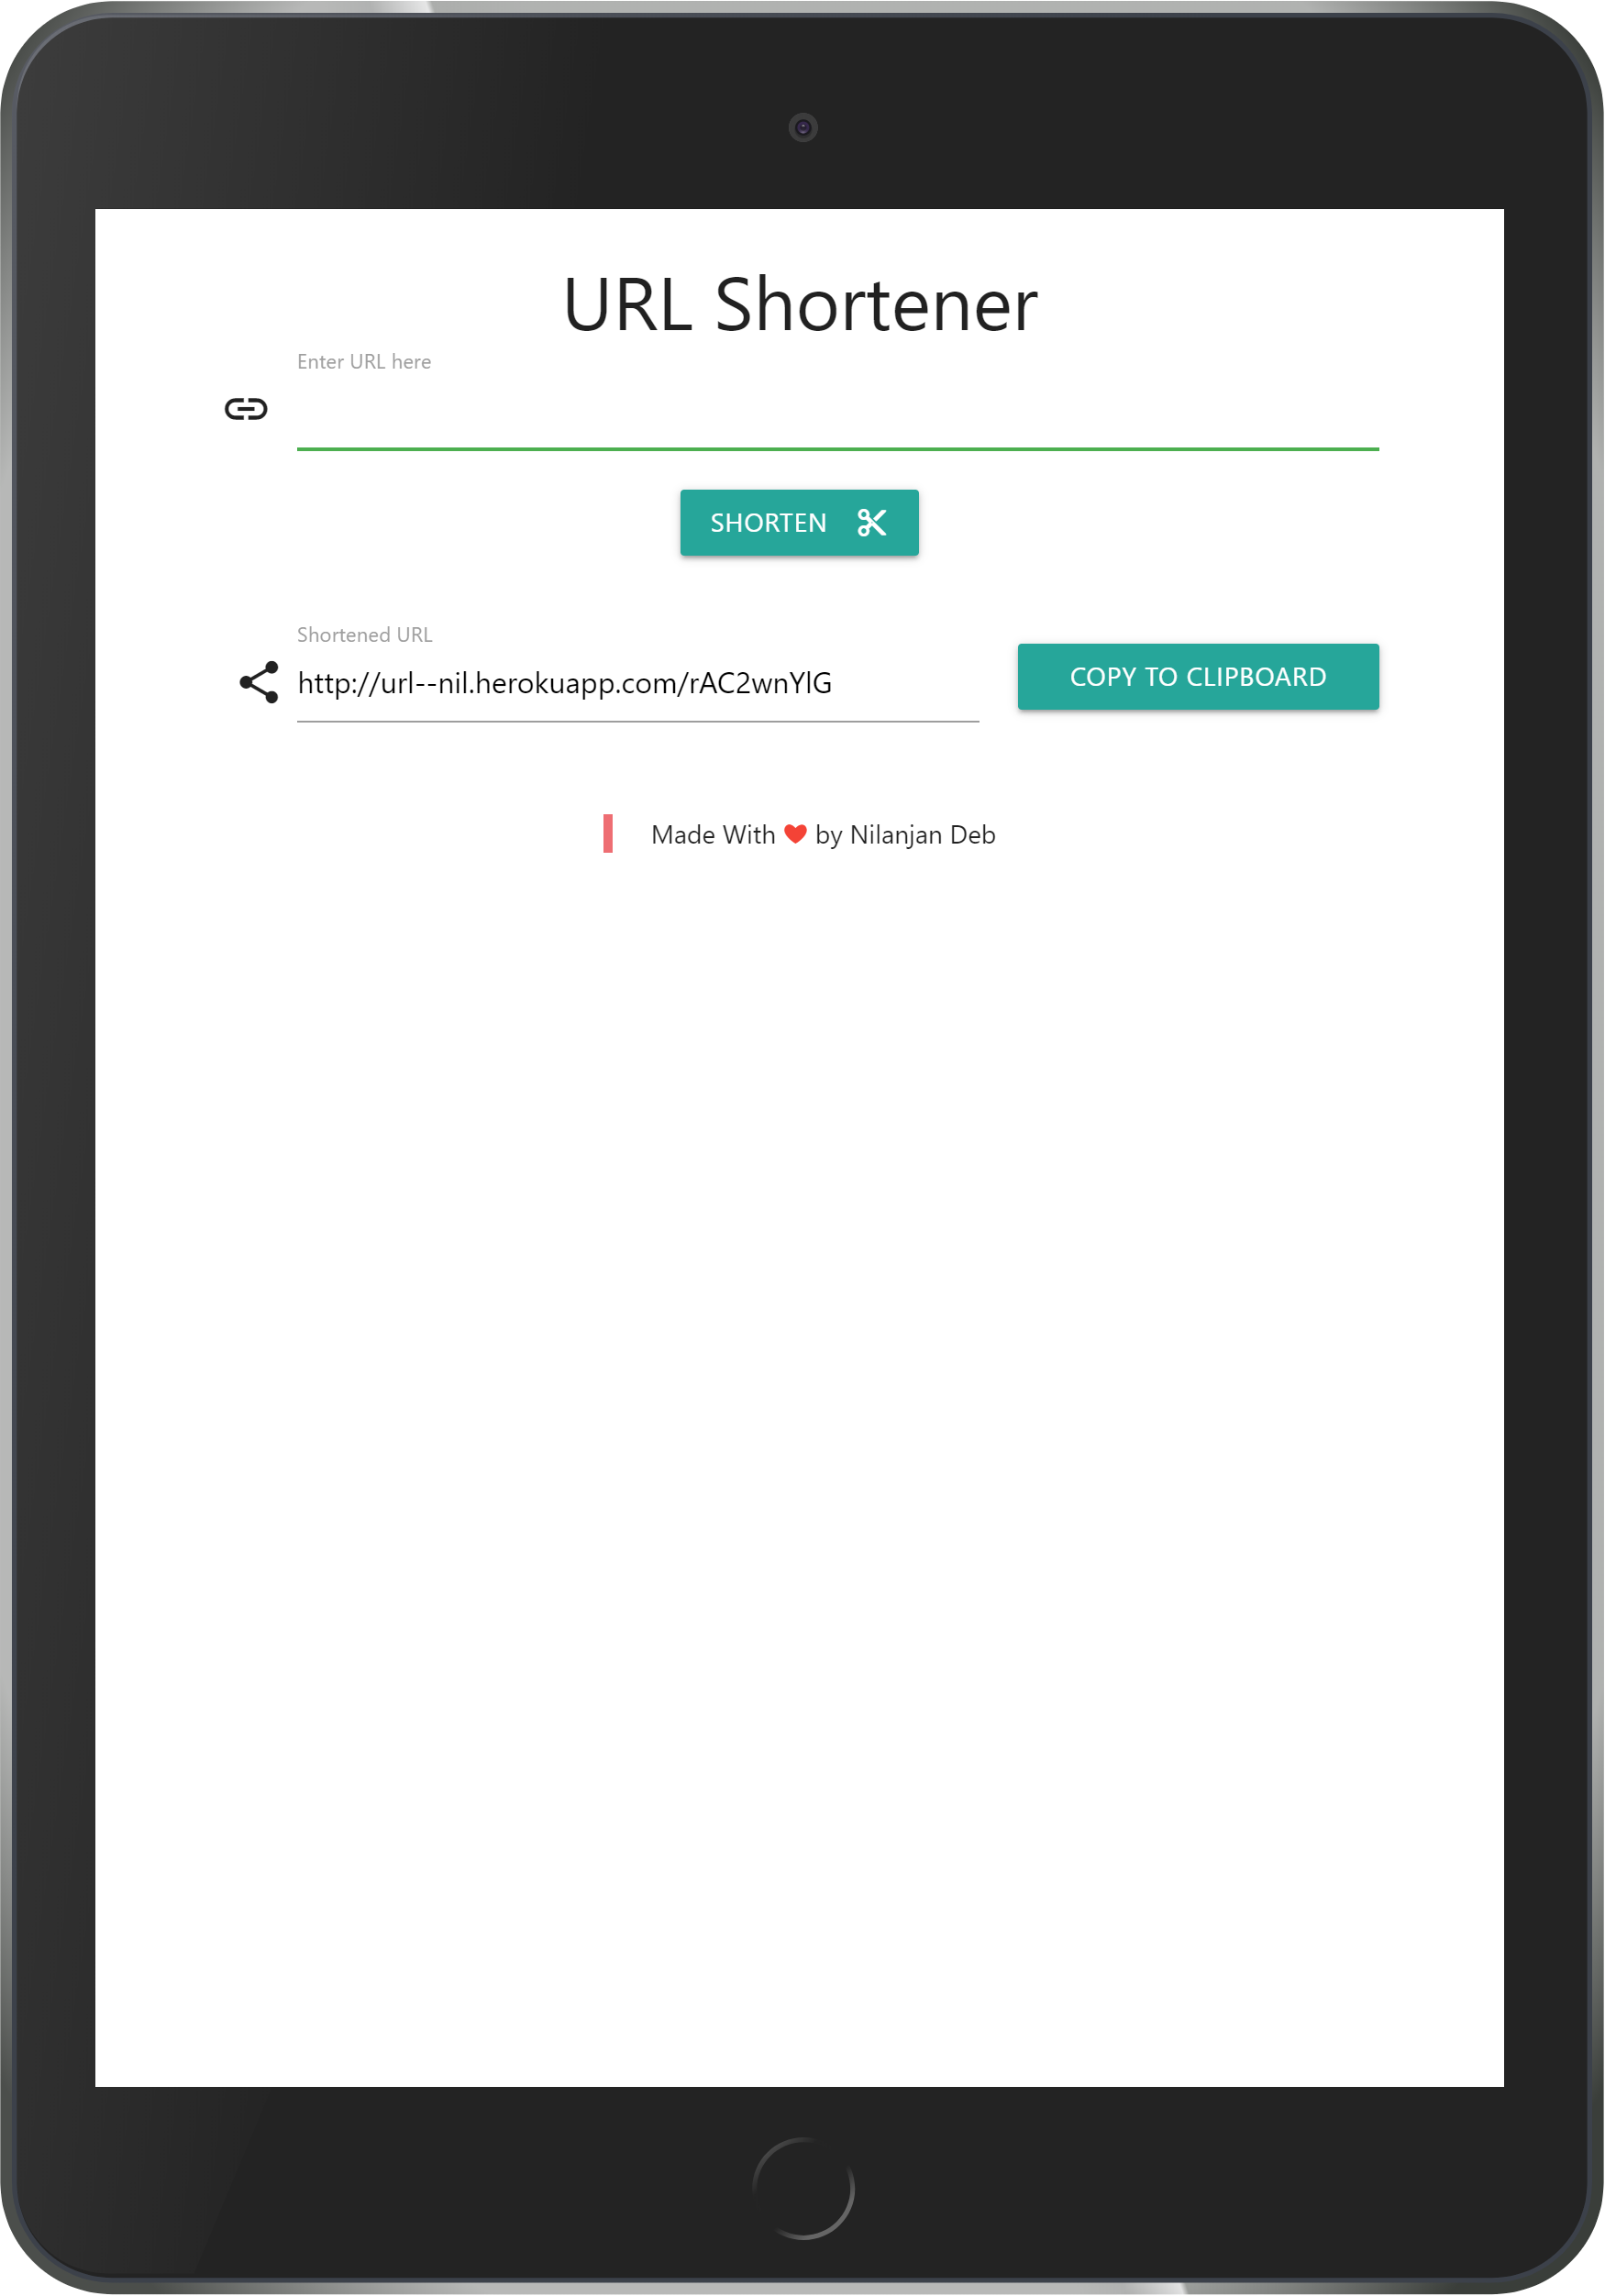 URL Shortener
Enter URL here
SHORTEN
Shortened URL
http://url--nil.herokuapp.com/rAC2wnYlG
COPY TO CLIPBOARD
Made With ❤ by Nilanjan Deb